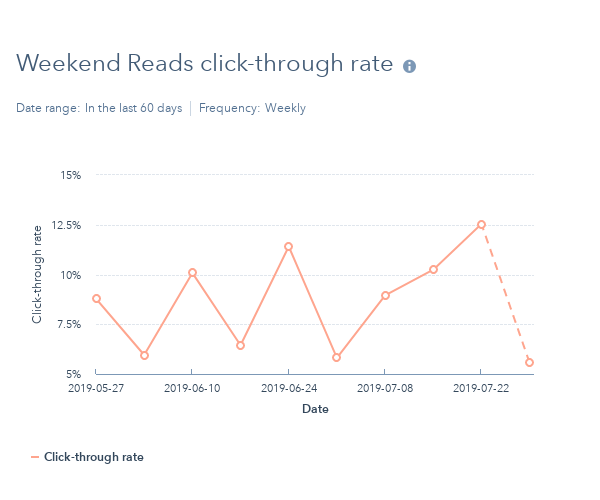 Weekend Reads click-through rate
Date range: In the last 60 days Frequency: Weekly
15%
12.5%
10%
7.5%
5%
Click-through rate
2019-05-27 2019-06-10 2019-06-24 2019-07-08 2019-07-22
Date
Click-through rate